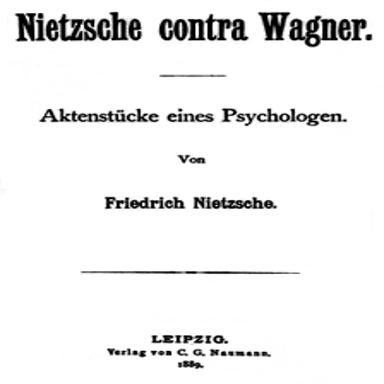 Nietzsche contra Wagner.
Aktenstücke eines Psychologen.
Von
Friedrich Nietzsche.
LEIPZIG.
Verlag von C. G. Naumann.
1889.